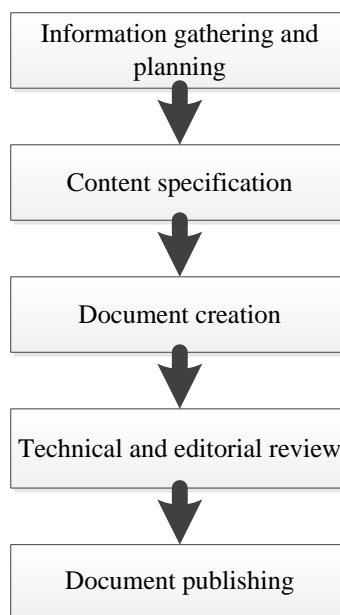 Information gathering and
planning
Content specification
Document creation
Technical and editorial review
Document publishing